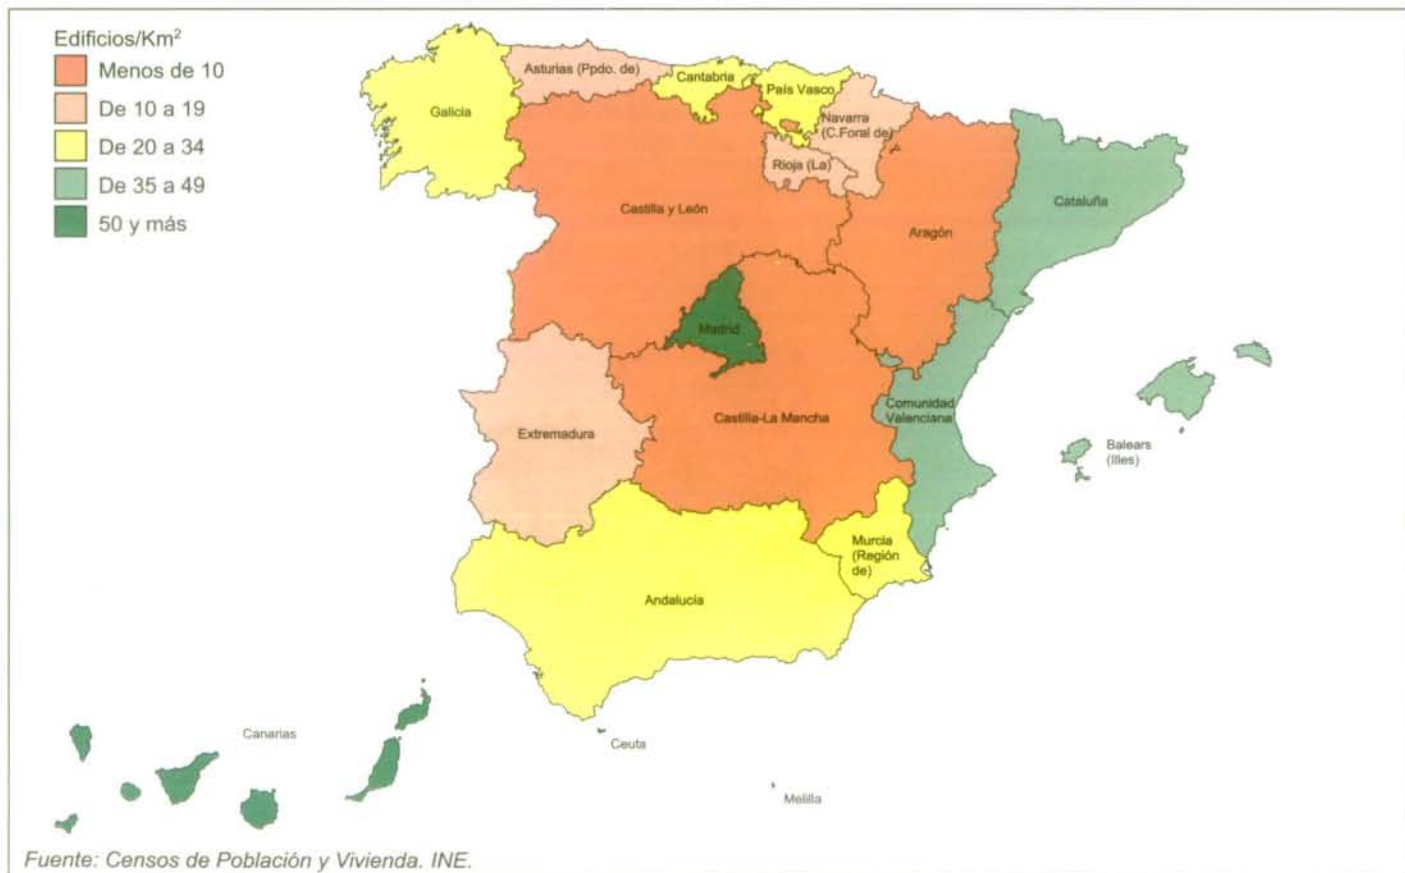 Edificios/Km²
Menos de 10
De 10 a 19
De 20 a 34
De 35 a 49
50 y más
Asturias (Ppdo. de)
Cantabria
País Vasco
Galicia
Navarra
(C.Foral de)
Rioja (La)
Castilla y León
Cataluña
Aragón
Madrid
Comunidad
Valenciana
Castilla-La Mancha
Extremadura
Balears
(Illes)
Murcia
(Región
de)
Andalucía
Canarias
Ceuta
Melilla
Fuente: Censos de Población y Vivienda. INE.